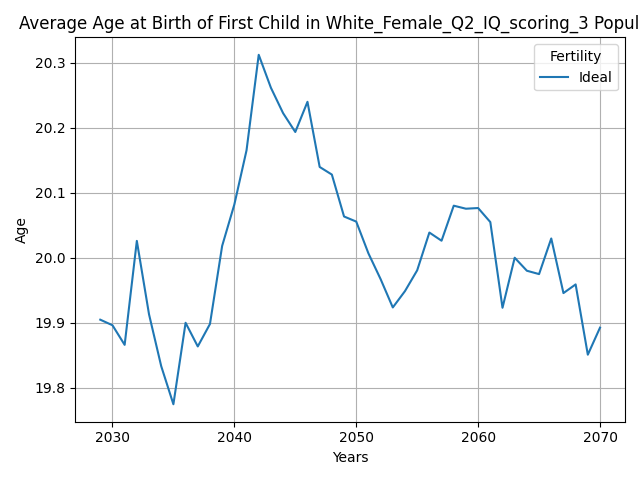 Average Age at Birth of First Child in White_Female_Q2_IQ_scoring_3 Popul
Fertility
Ideal
20.3
20.2
20.1
20.0
19.9
19.8
Age
2030 2040 2050 2060 2070
Years